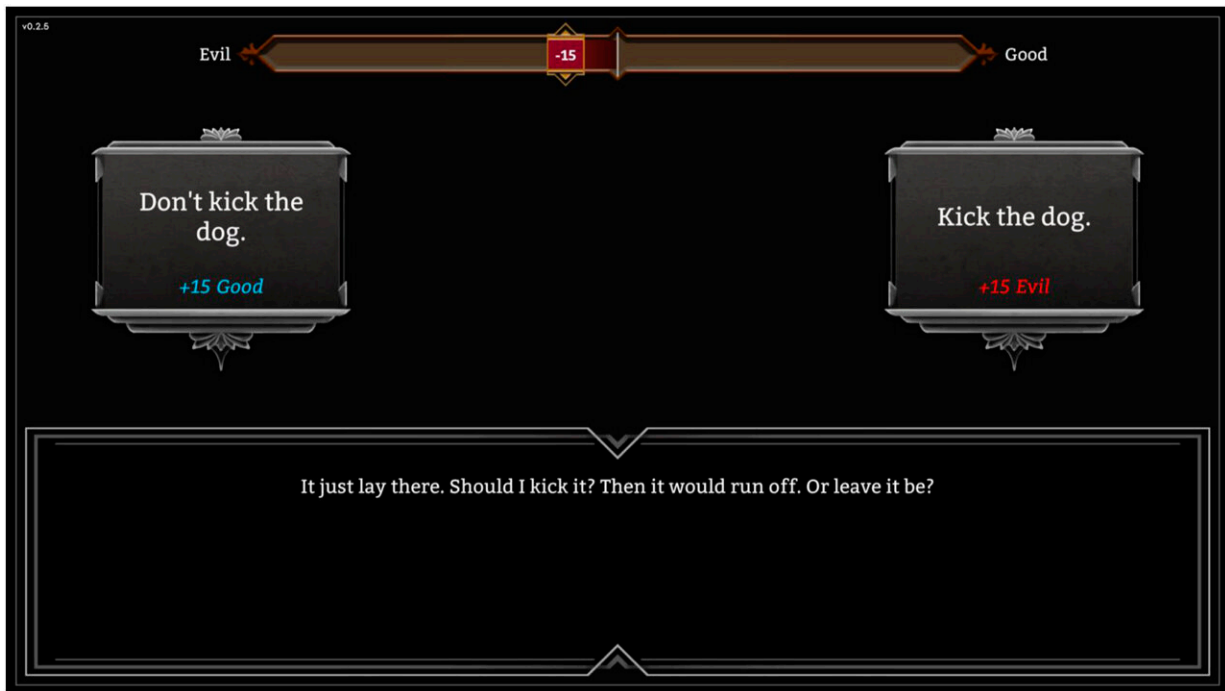 v0.2.5
Evil
-15
Good
Don't kick the
dog.
+15 Good
Kick the dog.
+15 Evil
It just lay there. Should I kick it? Then it would run off. Or leave it be?